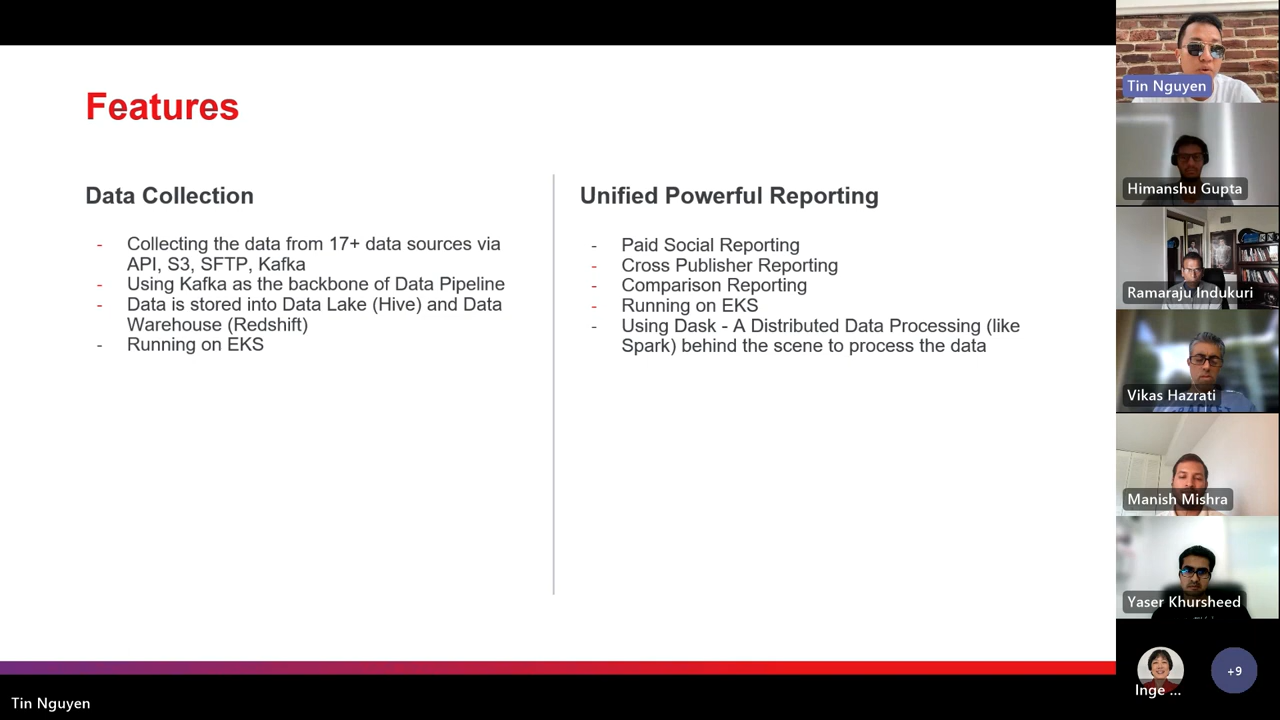 Features
Data Collection
- Collecting the data from 17+ data sources via
API, S3, SFTP, Kafka
- Using Kafka as the backbone of Data Pipeline
- Data is stored into Data Lake (Hive) and Data
Warehouse (Redshift)
- Running on EKS
Unified Powerful Reporting
- Paid Social Reporting
- Cross Publisher Reporting
- Comparison Reporting
- Running on EKS
- Using Dask - A Distributed Data Processing (like
Spark) behind the scene to process the data
Tin Nguyen
Himanshu Gupta
Ramaraju Indukuri
Vikas Hazrati
Manish Mishra
Yaser Khursheed
Inge ...
+9
Tin Nguyen